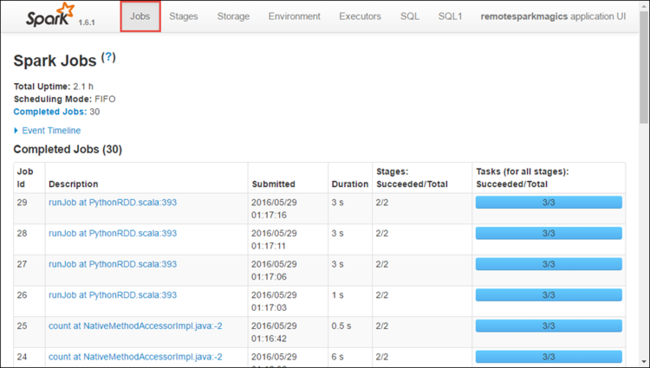 Spark 1.6.1 Jobs Stages Storage Environment Executors SQL SQL1 remotesparkmagics application UI
Spark Jobs (?)
Total Uptime: 2.1 h
Scheduling Mode: FIFO
Completed Jobs: 30
Event Timeline
Completed Jobs (30)
Job Id Description Submitted Duration Stages: Succeeded/Total Tasks (for all stages): Succeeded/Total
29 runJob at PythonRDD.scala:393 2016/05/29 01:17:16 3 s 2/2 3/3
28 runJob at PythonRDD.scala:393 2016/05/29 01:17:11 3 s 2/2 3/3
27 runJob at PythonRDD.scala:393 2016/05/29 01:17:06 3 s 2/2 3/3
26 runJob at PythonRDD.scala:393 2016/05/29 01:17:03 1 s 2/2 3/3
25 count at NativeMethodAccessorImpl.java:-2 2016/05/29 01:16:42 0.5 s 2/2 3/3
24 count at NativeMethodAccessorImpl.java:-2 2016/05/29 6 s 2/2 3/3